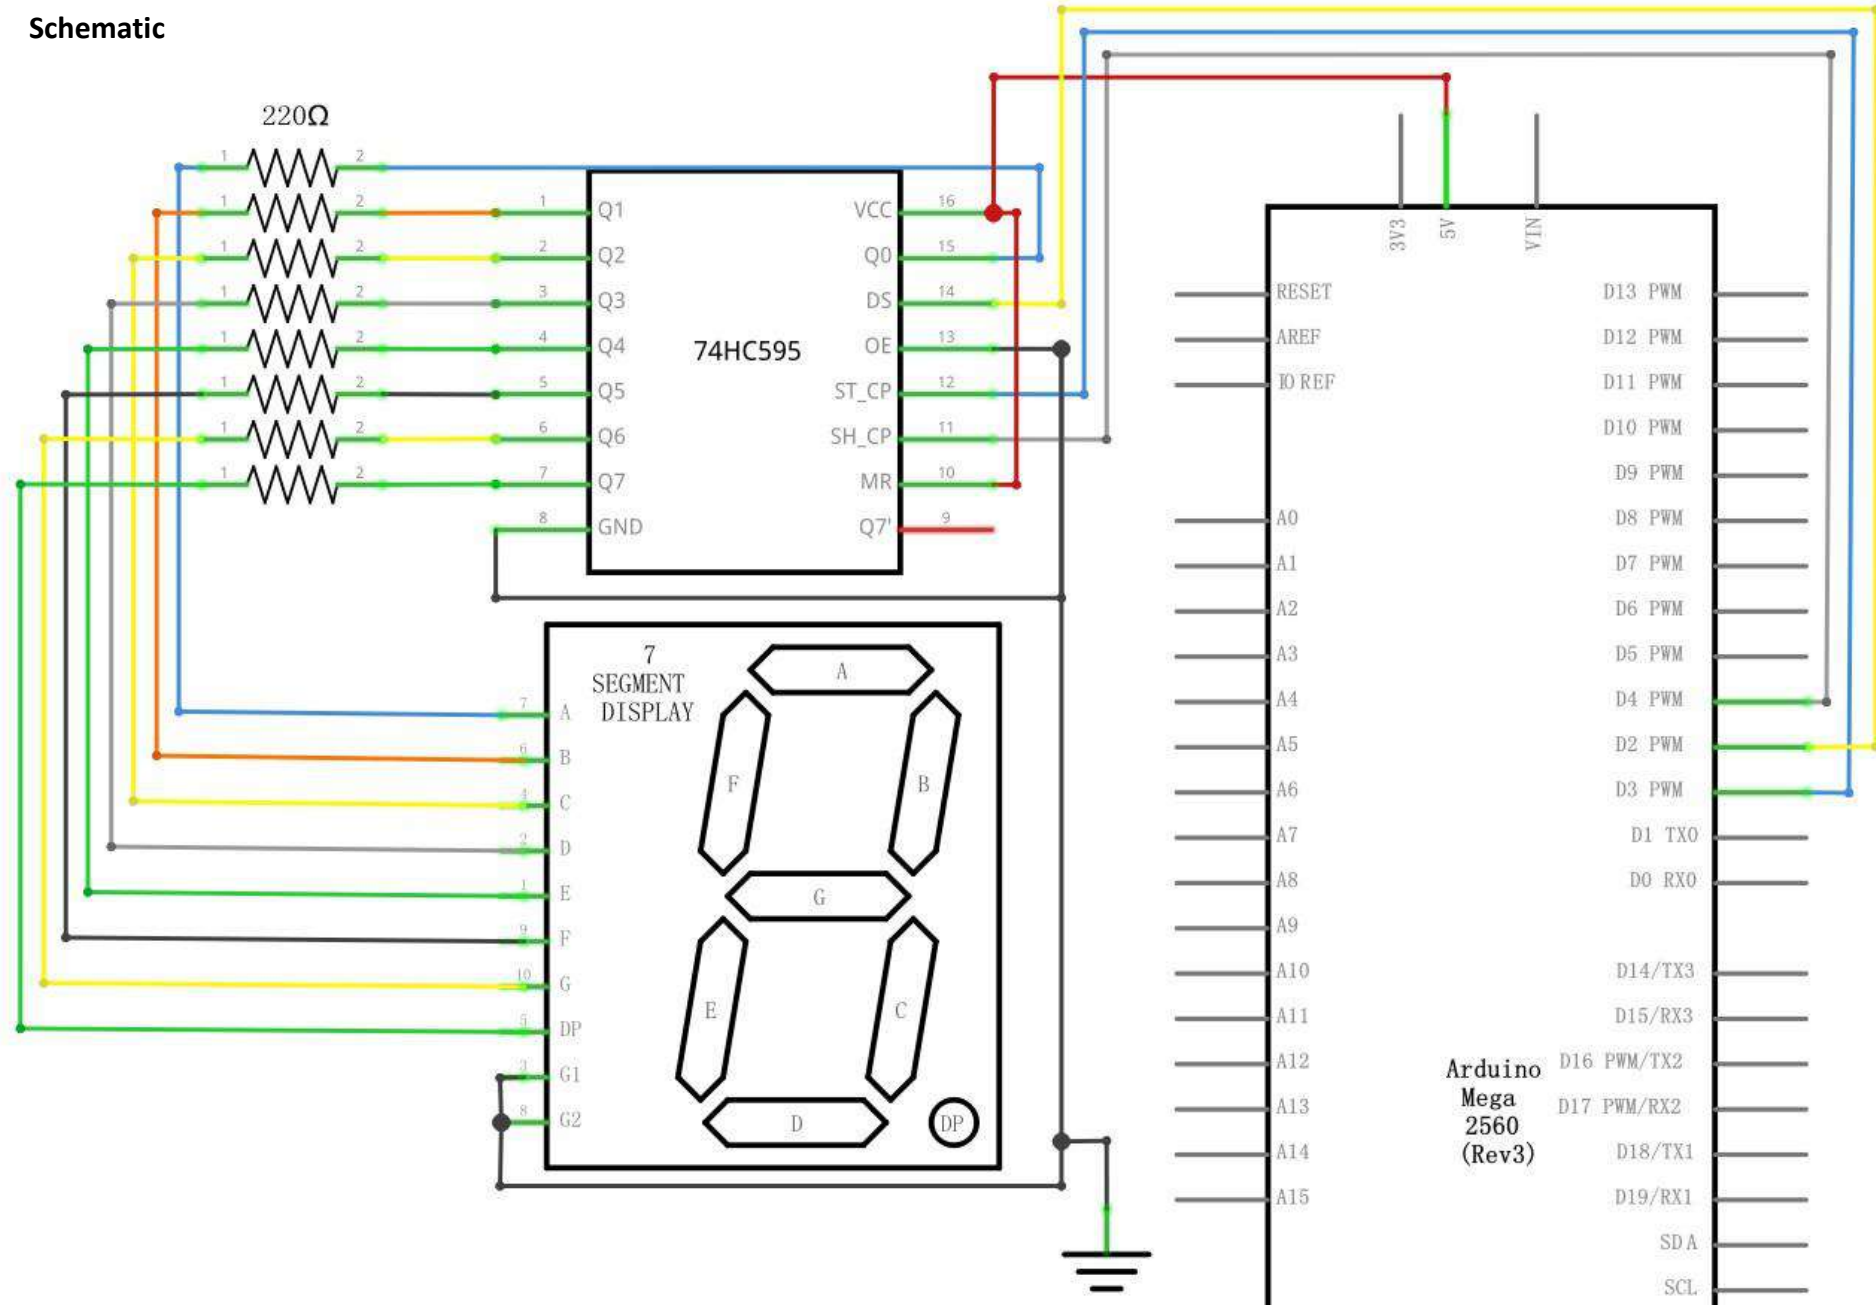 Schematic
220Ω
1 2
1 2
1 2
1 2
1 2
1 2
1 2
1 2
74HC595
1 Q1
2 Q2
3 Q3
4 Q4
5 Q5
6 Q6
7 Q7
8 GND
VCC 16
Q0 15
DS 14
OE 13
ST_CP 12
SH_CP 11
MR 10
Q7' 9
7
SEGMENT
DISPLAY
7 A
6 B
4 C
2 D
1 E
9 F
10 G
5 DP
3 G1
8 G2
A
F
B
G
E
C
D
DP
3V3
5V
VIN
RESET
AREF
IO REF
A0
A1
A2
A3
A4
A5
A6
A7
A8
A9
A10
A11
A12
A13
A14
A15
D13 PWM
D12 PWM
D11 PWM
D10 PWM
D9 PWM
D8 PWM
D7 PWM
D6 PWM
D5 PWM
D4 PWM
D2 PWM
D3 PWM
D1 TX0
D0 RX0
D14/TX3
D15/RX3
D16 PWM/TX2
D17 PWM/RX2
D18/TX1
D19/RX1
SDA
SCL
Arduino
Mega
2560
(Rev3)